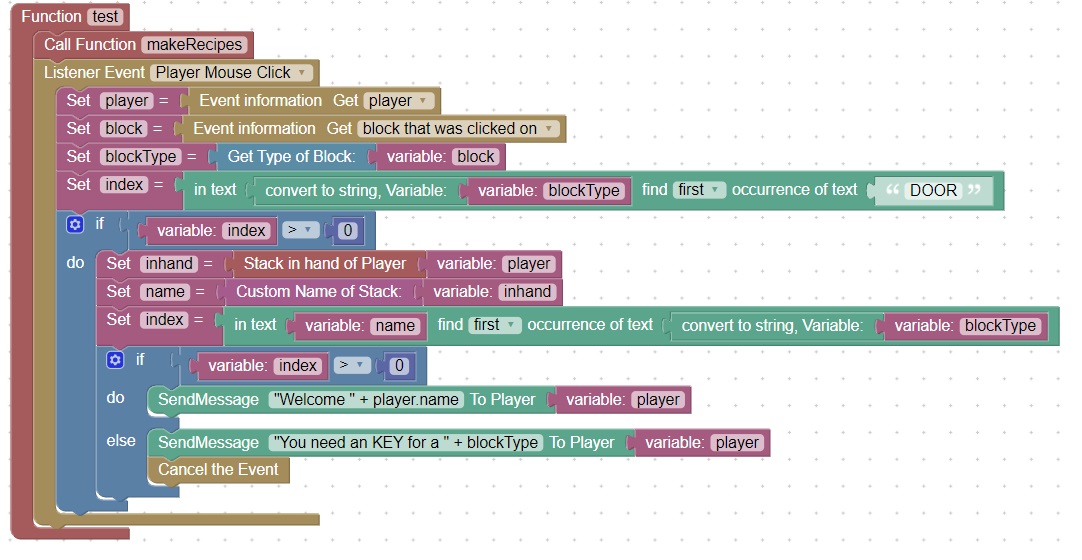 Function test
Call Function makeRecipes
Listener Event Player Mouse Click
Set player = Event information Get player
Set block = Event information Get block that was clicked on
Set blockType = Get Type of Block: variable: block
Set index = in text convert to string, Variable: variable: blockType find first occurrence of text “ DOOR ”
if variable: index > 0
do Set inhand = Stack in hand of Player variable: player
Set name = Custom Name of Stack: variable: inhand
Set index = in text variable: name find first occurrence of text convert to string, Variable: variable: blockType
if variable: index > 0
do SendMessage "Welcome " + player.name To Player variable: player
else SendMessage "You need an KEY for a " + blockType To Player variable: player
Cancel the Event